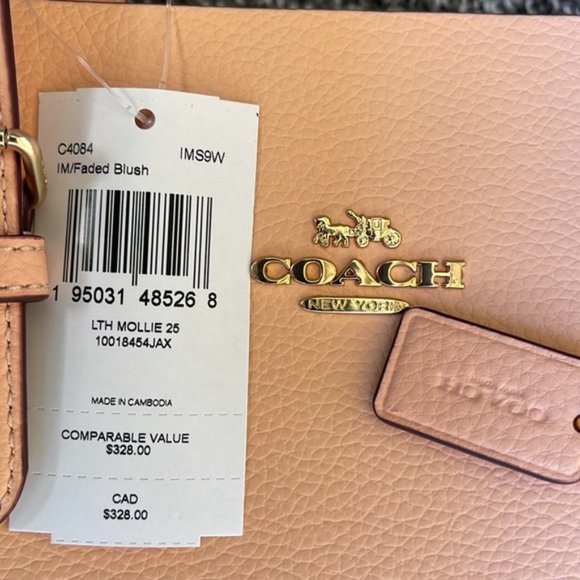 C4084 IMS9W
IM/Faded Blush
1 95031 48526 8
LTH MOLLIE 25
10018454JAX
MADE IN CAMBODIA
COMPARABLE VALUE
$328.00
CAD
$328.00
COACH
NEW YORK
COACH